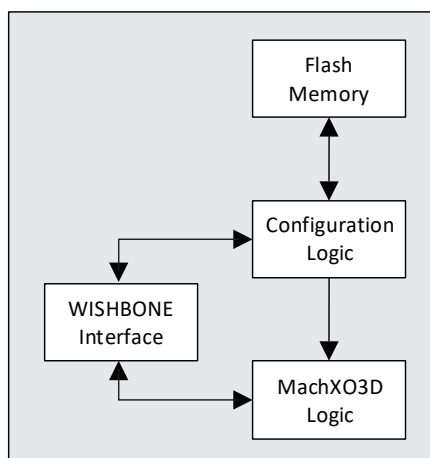 Flash
Memory
Configuration
Logic
WISHBONE
Interface
MachXO3D
Logic